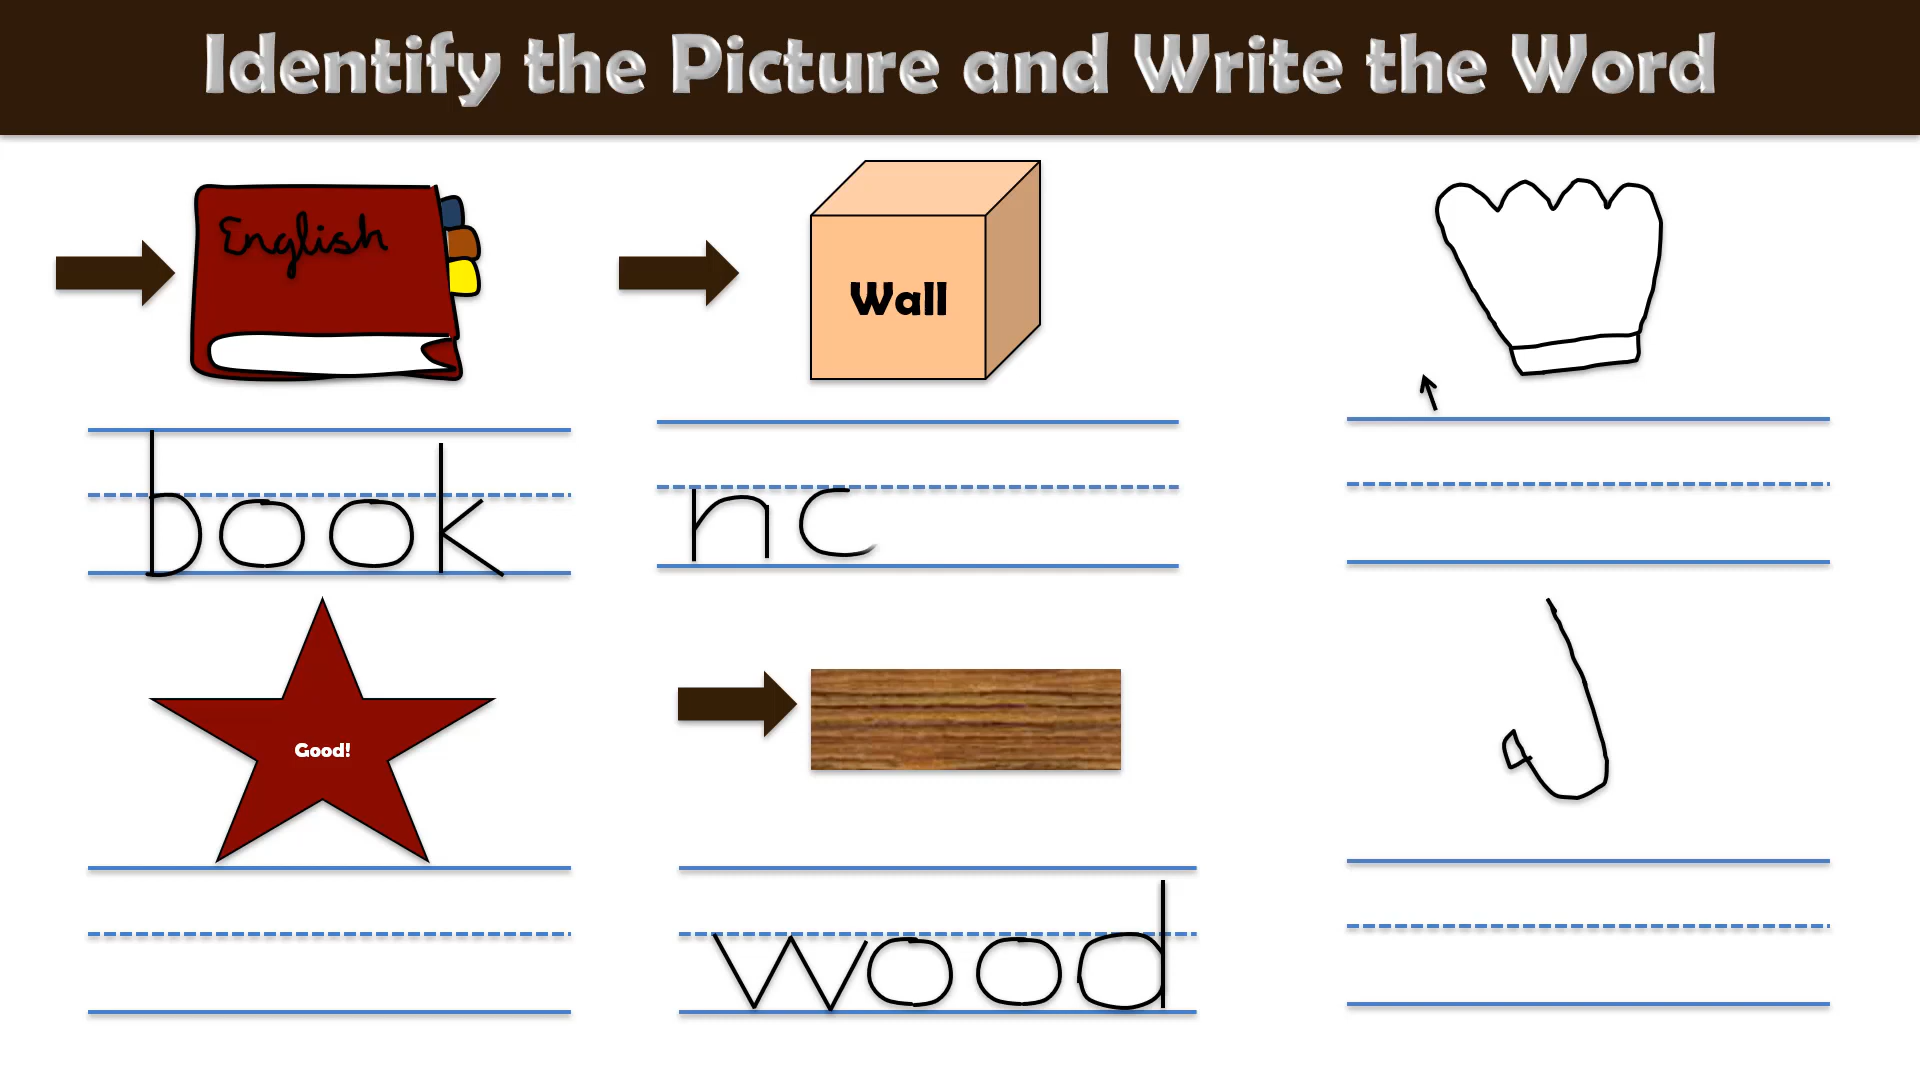 Identify the Picture and Write the Word
English
Wall
book
nc
Good!
wood